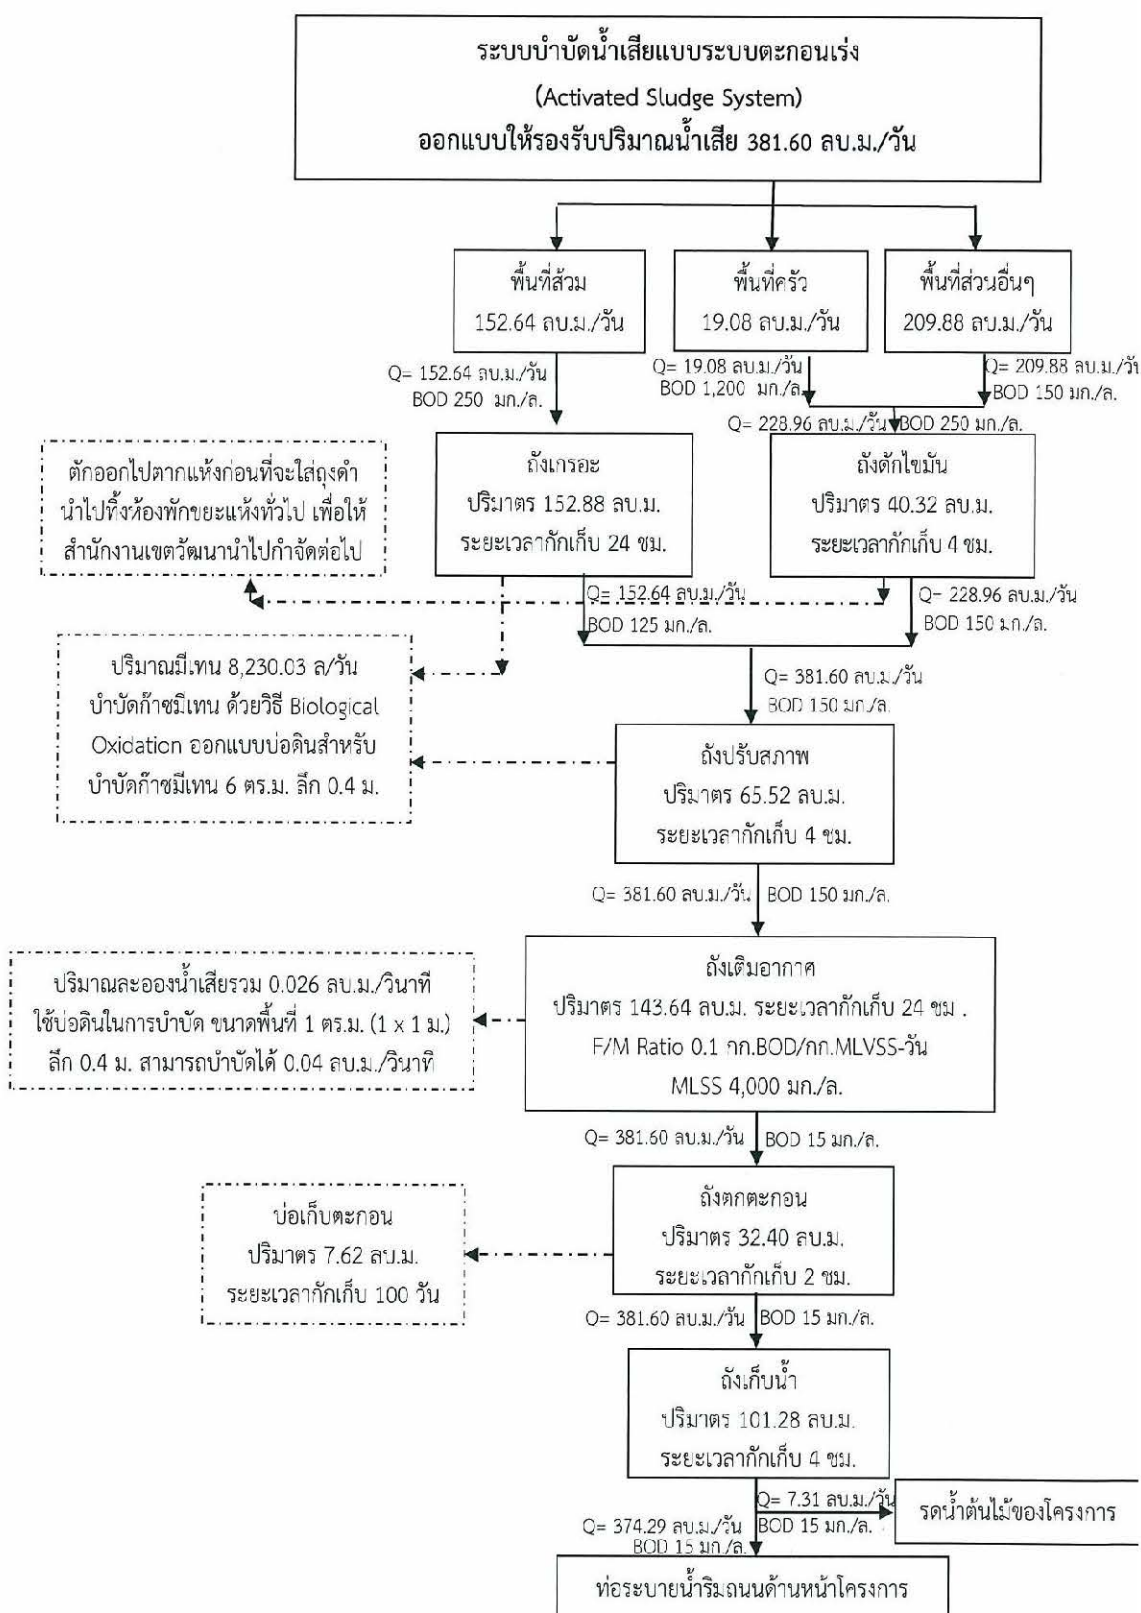 ระบบบำบัดน้ำเสียแบบระบบตะกอนเร่ง
(Activated Sludge System)
ออกแบบให้รองรับปริมาณน้ำเสีย 381.60 ลบ.ม./วัน
พื้นที่ส้วม
152.64 ลบ.ม./วัน
พื้นที่ครัว
19.08 ลบ.ม./วัน
พื้นที่ส่วนอื่นๆ
209.88 ลบ.ม./วัน
Q= 152.64 ลบ.ม./วัน
BOD 250 มก./ล.
Q= 19.08 ลบ.ม./วัน
BOD 1,200 มก./ล.
Q= 209.88 ลบ.ม./วัน
BOD 150 มก./ล.
Q= 228.96 ลบ.ม./วัน BOD 250 มก./ล.
ตักออกไปตากแห้งก่อนที่จะใส่ถุงดำ
นำไปทิ้งห้องพักขยะแห้งทั่วไป เพื่อให้
สำนักงานเขตวัฒนานำไปกำจัดต่อไป
ถังเกรอะ
ปริมาตร 152.88 ลบ.ม.
ระยะเวลากักเก็บ 24 ชม.
ถังดักไขมัน
ปริมาตร 40.32 ลบ.ม.
ระยะเวลากักเก็บ 4 ชม.
Q= 152.64 ลบ.ม./วัน
BOD 125 มก./ล.
Q= 228.96 ลบ.ม./วัน
BOD 150 มก./ล.
ปริมาณมีเทน 8,230.03 ล/วัน
บำบัดก๊าซมีเทน ด้วยวิธี Biological
Oxidation ออกแบบบ่อดินสำหรับ
บำบัดก๊าซมีเทน 6 ตร.ม. ลึก 0.4 ม.
Q= 381.60 ลบ.ม./วัน
BOD 150 มก./ล.
ถังปรับสภาพ
ปริมาตร 65.52 ลบ.ม.
ระยะเวลากักเก็บ 4 ชม.
Q= 381.60 ลบ.ม./วัน BOD 150 มก./ล.
ปริมาณละอองน้ำเสียรวม 0.026 ลบ.ม./วินาที
ใช้บ่อดินในการบำบัด ขนาดพื้นที่ 1 ตร.ม. (1 x 1 ม.)
ลึก 0.4 ม. สามารถบำบัดได้ 0.04 ลบ.ม./วินาที
ถังเติมอากาศ
ปริมาตร 143.64 ลบ.ม. ระยะเวลากักเก็บ 24 ชม .
F/M Ratio 0.1 กก.BOD/กก.MLVSS-วัน
MLSS 4,000 มก./ล.
Q= 381.60 ลบ.ม./วัน BOD 15 มก./ล.
บ่อเก็บตะกอน
ปริมาตร 7.62 ลบ.ม.
ระยะเวลากักเก็บ 100 วัน
ถังตกตะกอน
ปริมาตร 32.40 ลบ.ม.
ระยะเวลากักเก็บ 2 ชม.
Q= 381.60 ลบ.ม./วัน BOD 15 มก./ล.
ถังเก็บน้ำ
ปริมาตร 101.28 ลบ.ม.
ระยะเวลากักเก็บ 4 ชม.
Q= 7.31 ลบ.ม./วัน
BOD 15 มก./ล.
รดน้ำต้นไม้ของโครงการ
Q= 374.29 ลบ.ม./วัน
BOD 15 มก./ล.
ท่อระบายน้ำริมถนนด้านหน้าโครงการ